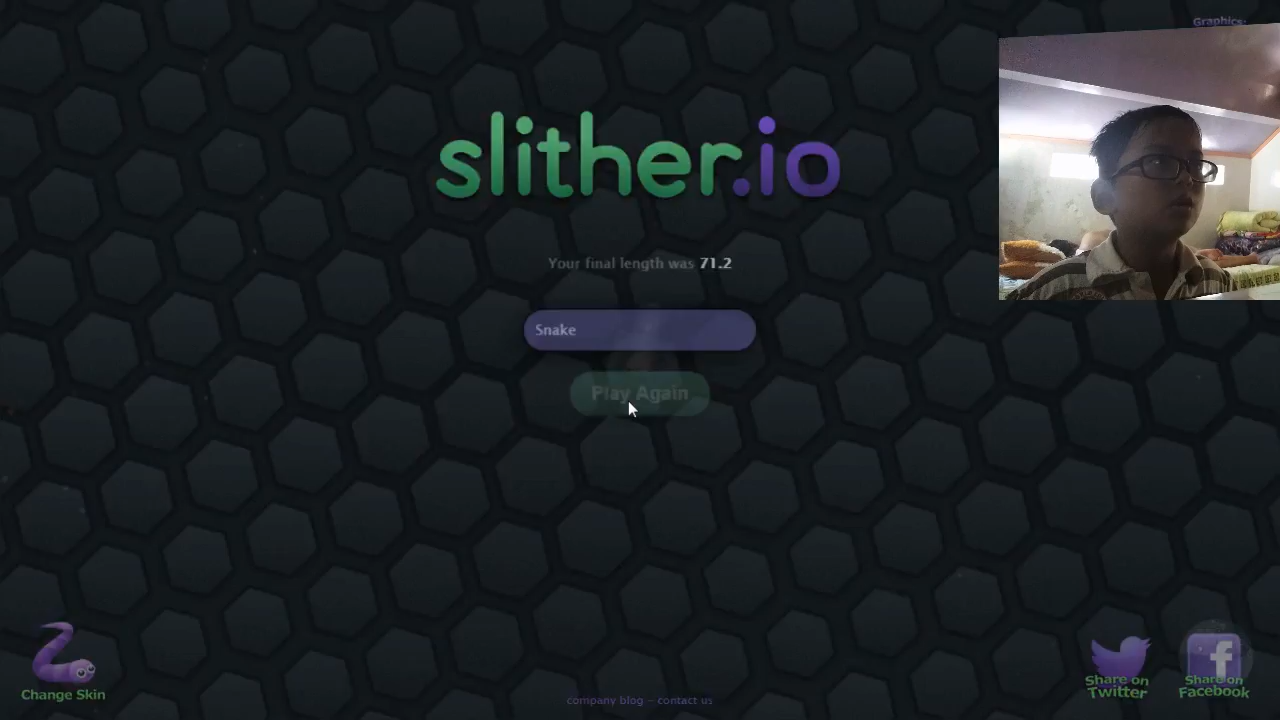 Graphics:
slither.io
Your final length was 71.2
Snake
Play Again
Change Skin
company blog - contact us
Share on
Twitter
Share on
Facebook